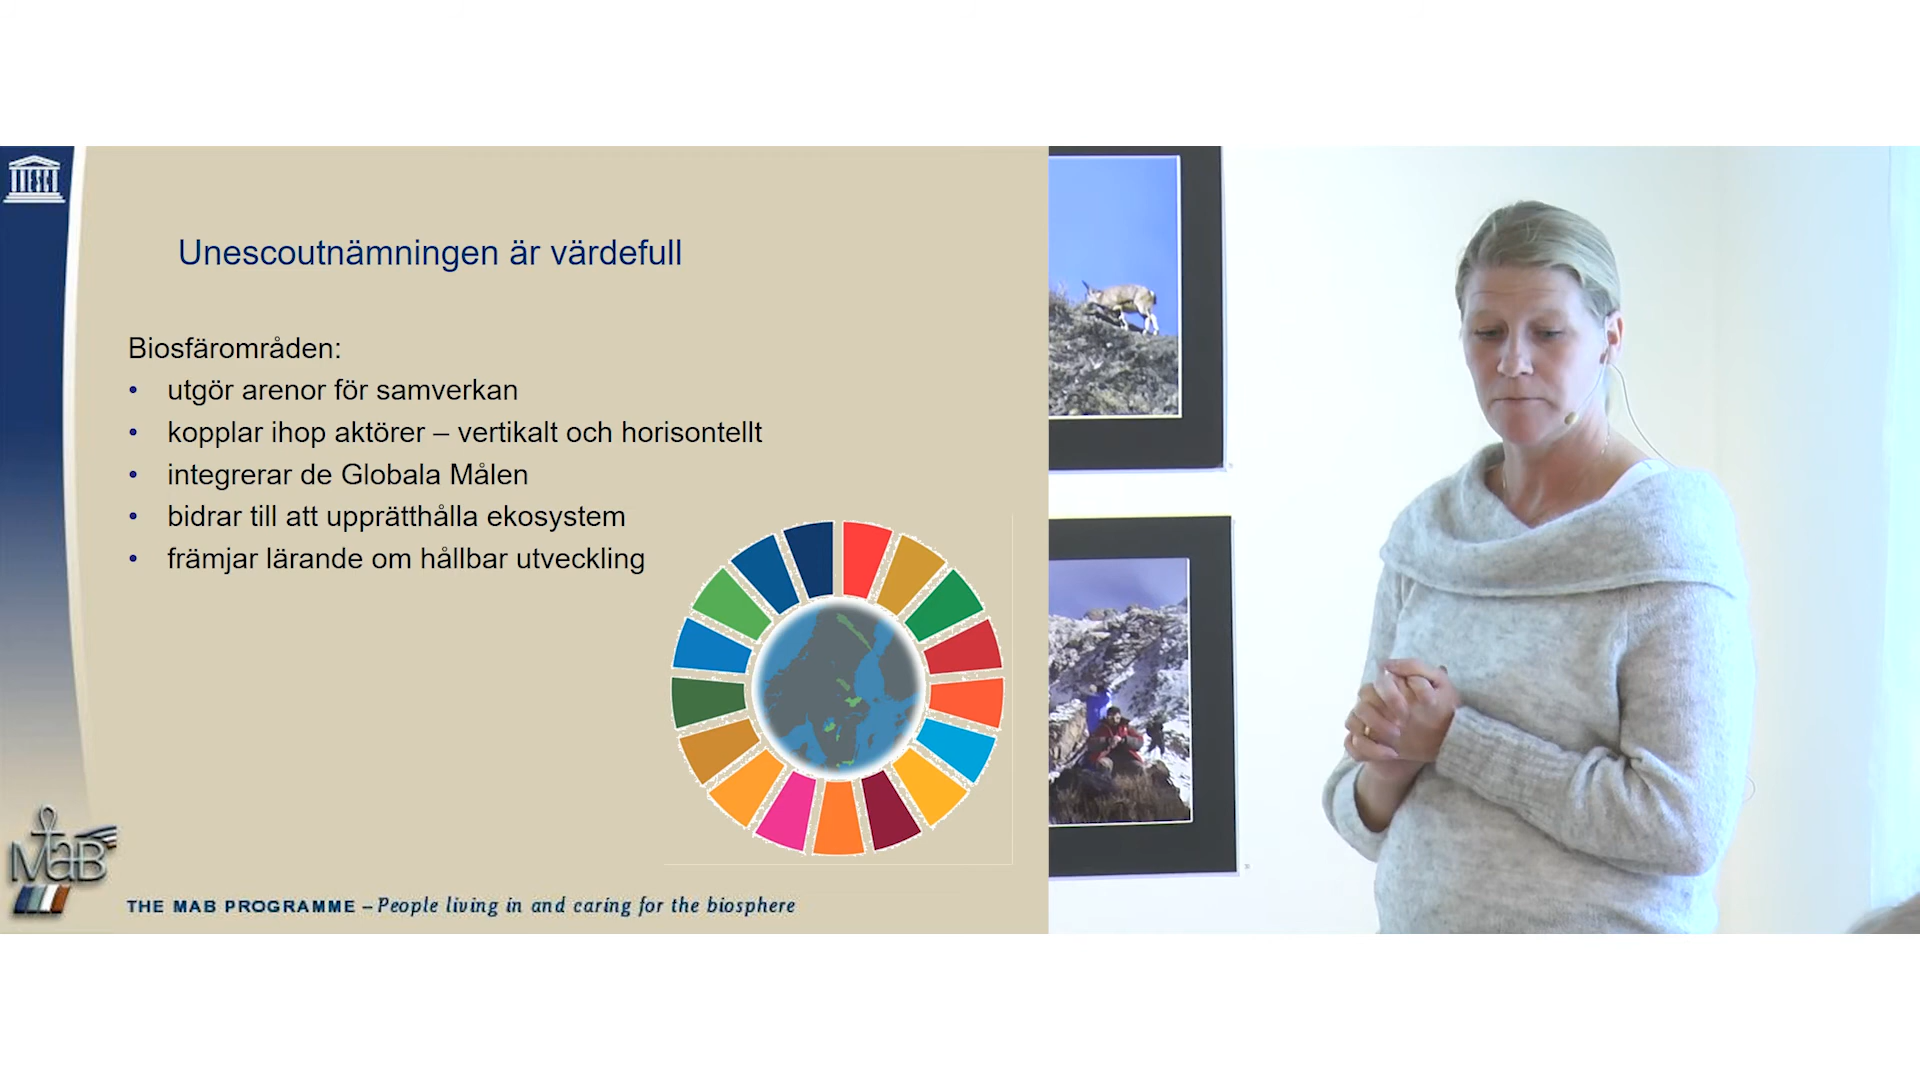 UNESCO
Unescoutnämningen är värdefull
Biosfärområden:
• utgör arenor för samverkan
• kopplar ihop aktörer – vertikalt och horisontellt
• integrerar de Globala Målen
• bidrar till att upprätthålla ekosystem
• främjar lärande om hållbar utveckling
MaB
THE MAB PROGRAMME – People living in and caring for the biosphere